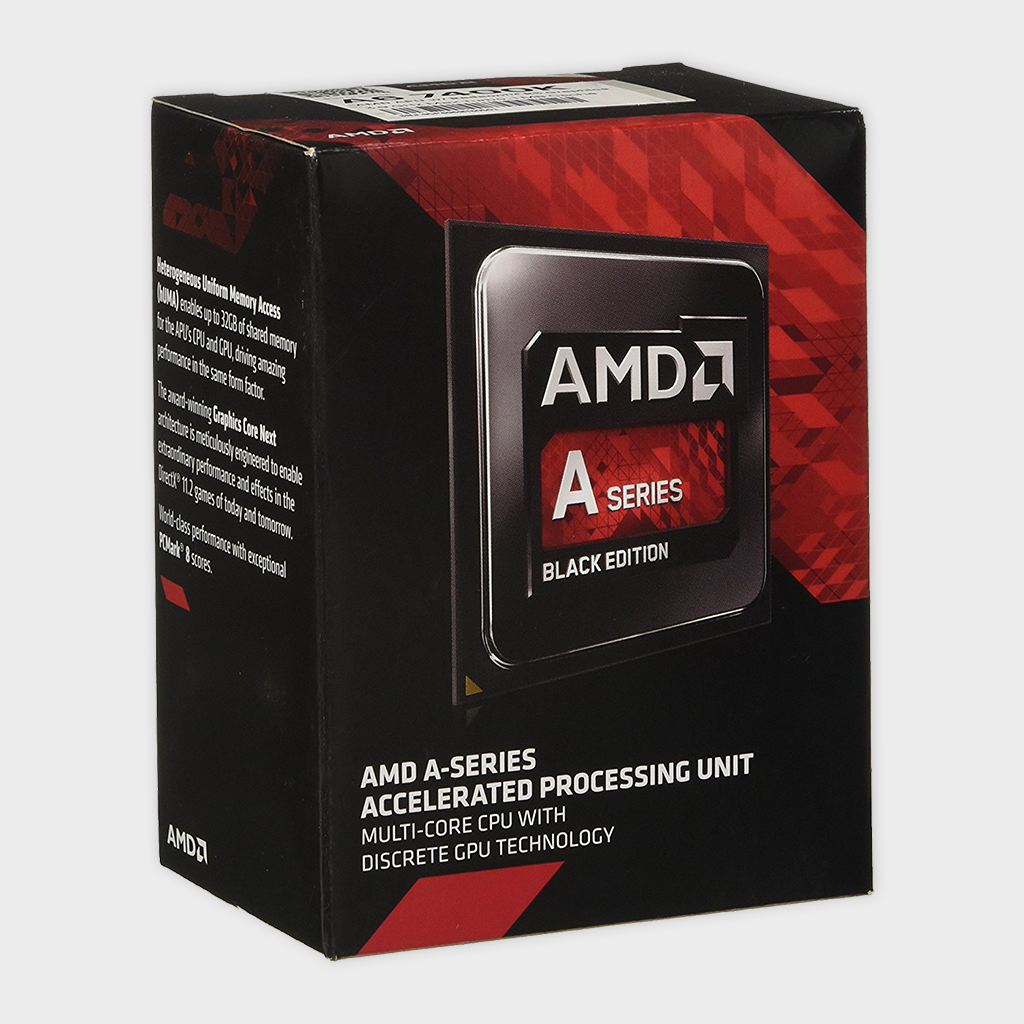 A6 7400K
AMD
Heterogeneous Uniform Memory Access
(hUMA) enables up to 32GB of shared memory
for the APU's CPU and GPU, driving amazing
performance in the same form factor.
The award-winning Graphics Core Next
architecture is meticulously engineered to enable
extraordinary performance and effects in the
DirectX® 11.2 games of today and tomorrow.
World-class performance with exceptional
PCMark® 8 scores.
AMD
AMD
A SERIES
BLACK EDITION
AMD A-SERIES
ACCELERATED PROCESSING UNIT
MULTI-CORE CPU WITH
DISCRETE GPU TECHNOLOGY